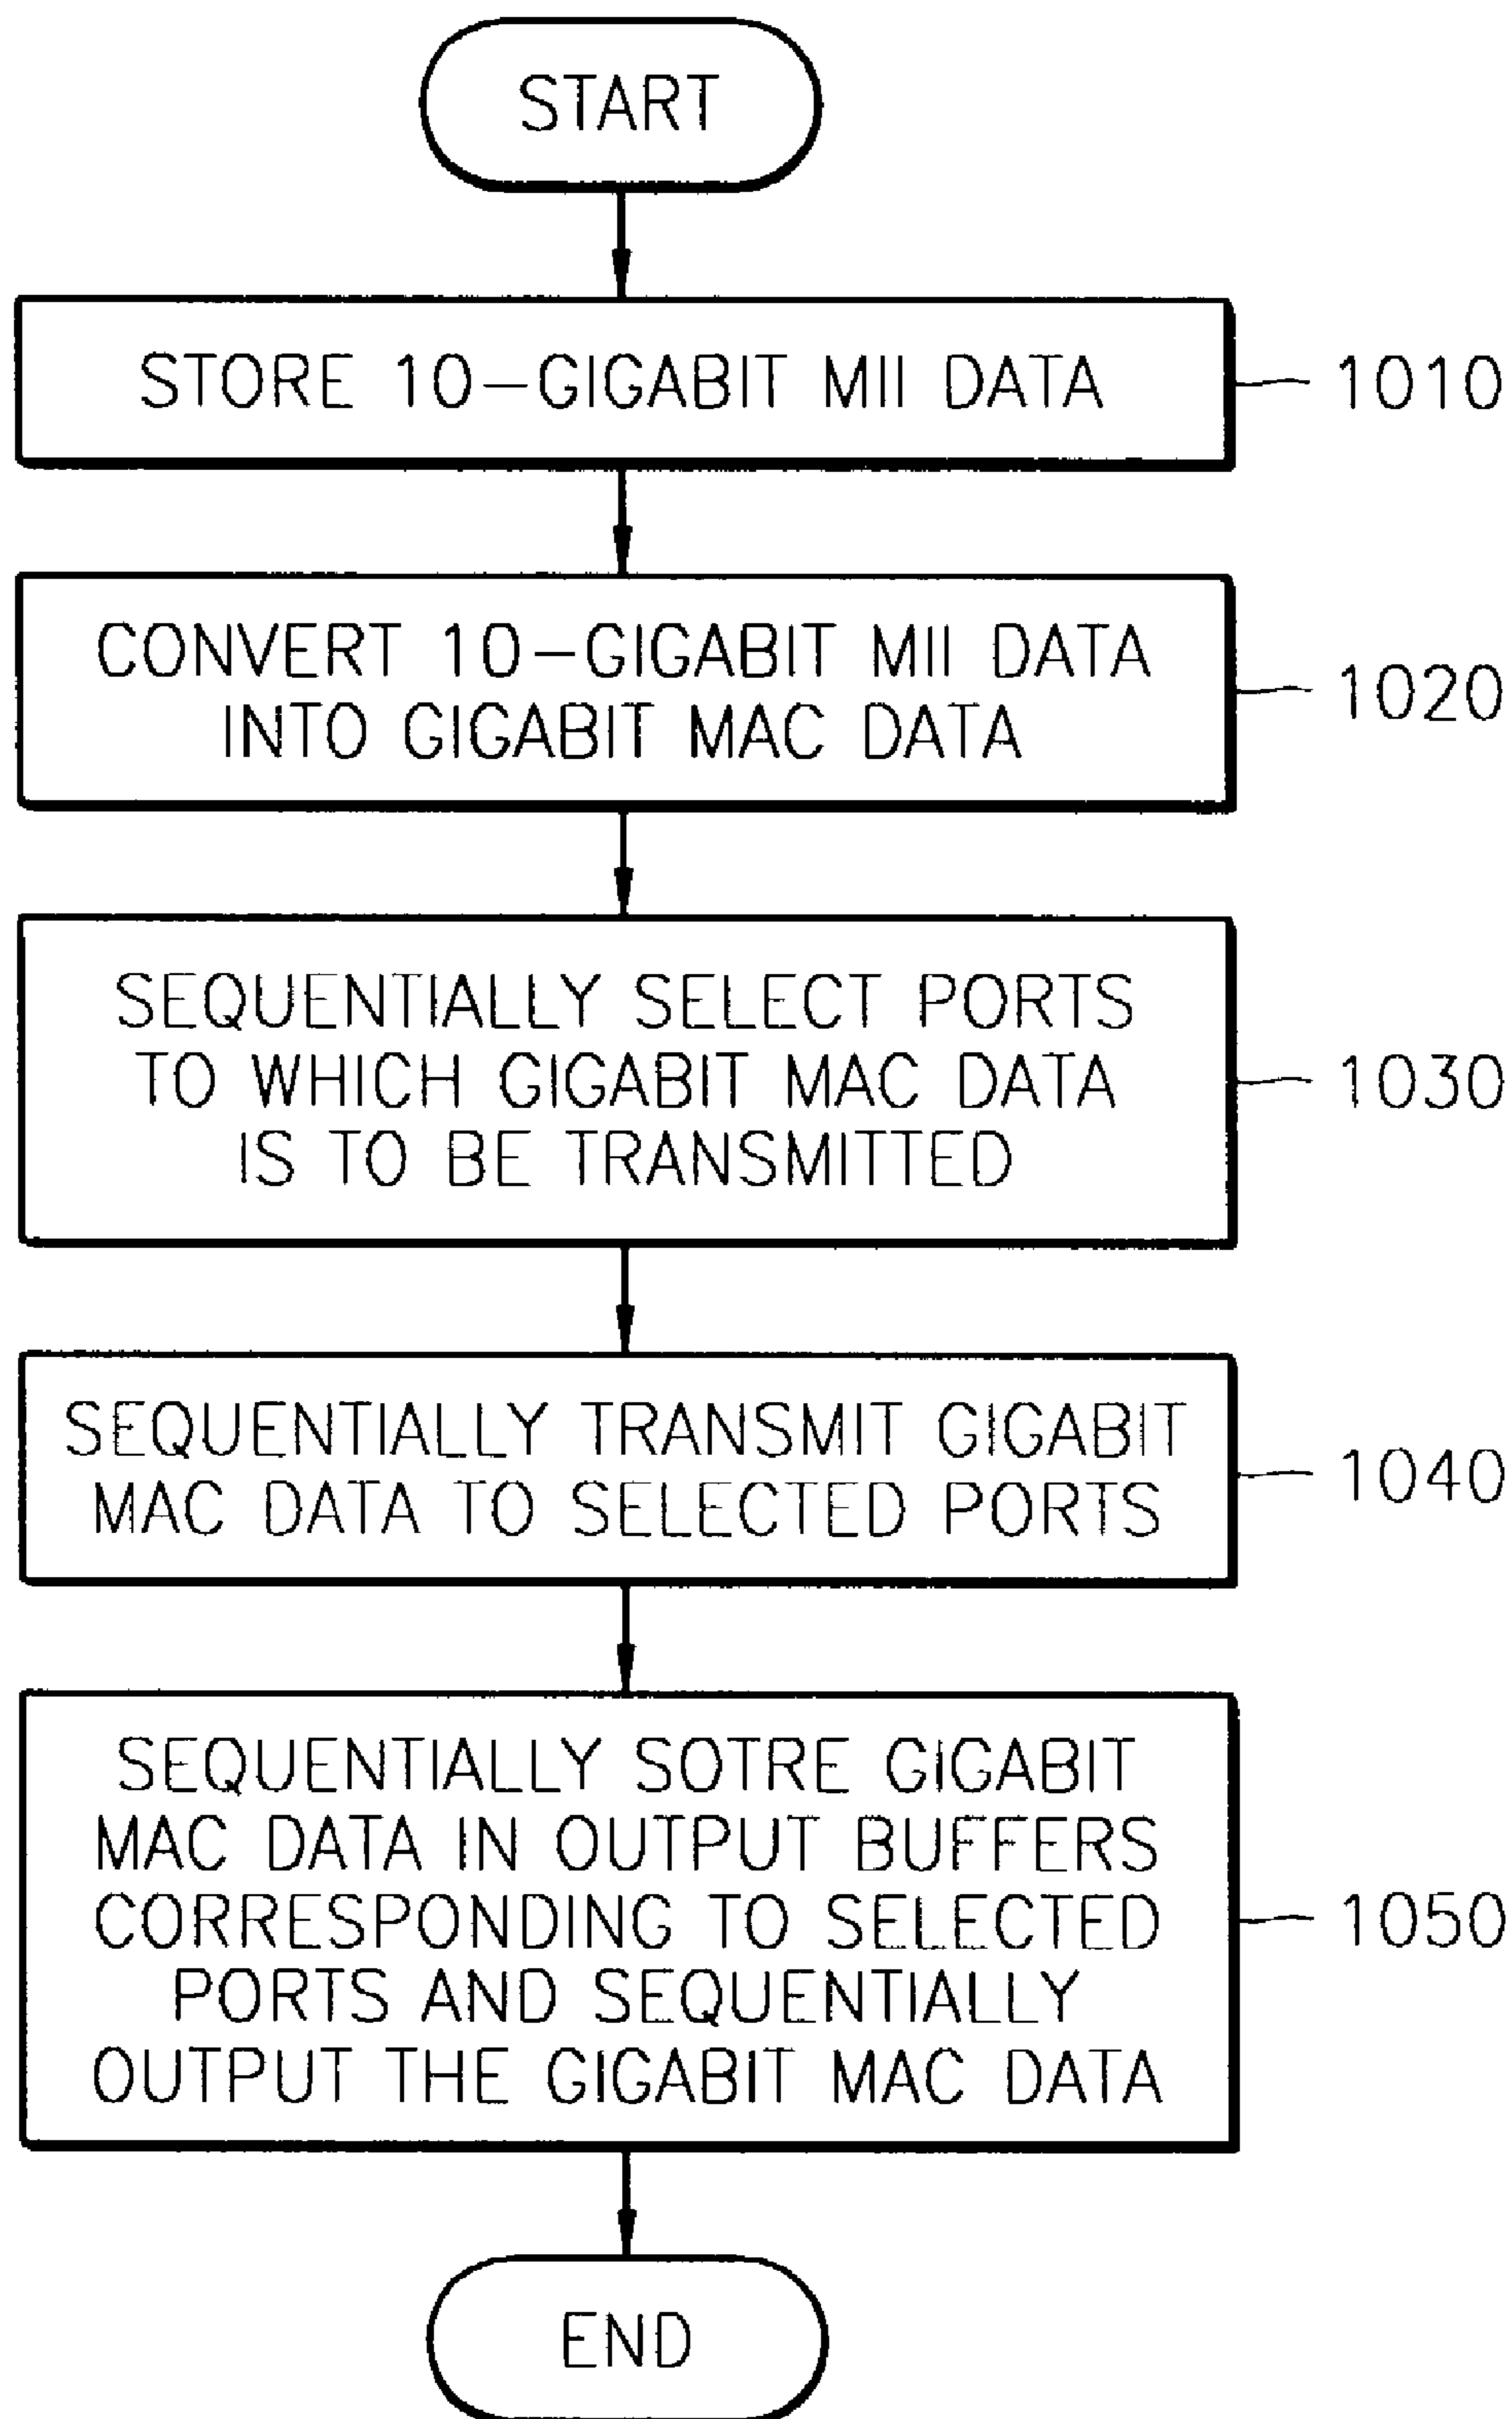 START
STORE 10-GIGABIT MII DATA
1010
CONVERT 10-GIGABIT MII DATA
INTO GIGABIT MAC DATA
1020
SEQUENTIALLY SELECT PORTS
TO WHICH GIGABIT MAC DATA
IS TO BE TRANSMITTED
1030
SEQUENTIALLY TRANSMIT GIGABIT
MAC DATA TO SELECTED PORTS
1040
SEQUENTIALLY SOTRE GIGABIT
MAC DATA IN OUTPUT BUFFERS
CORRESPONDING TO SELECTED
PORTS AND SEQUENTIALLY
OUTPUT THE GIGABIT MAC DATA
1050
END